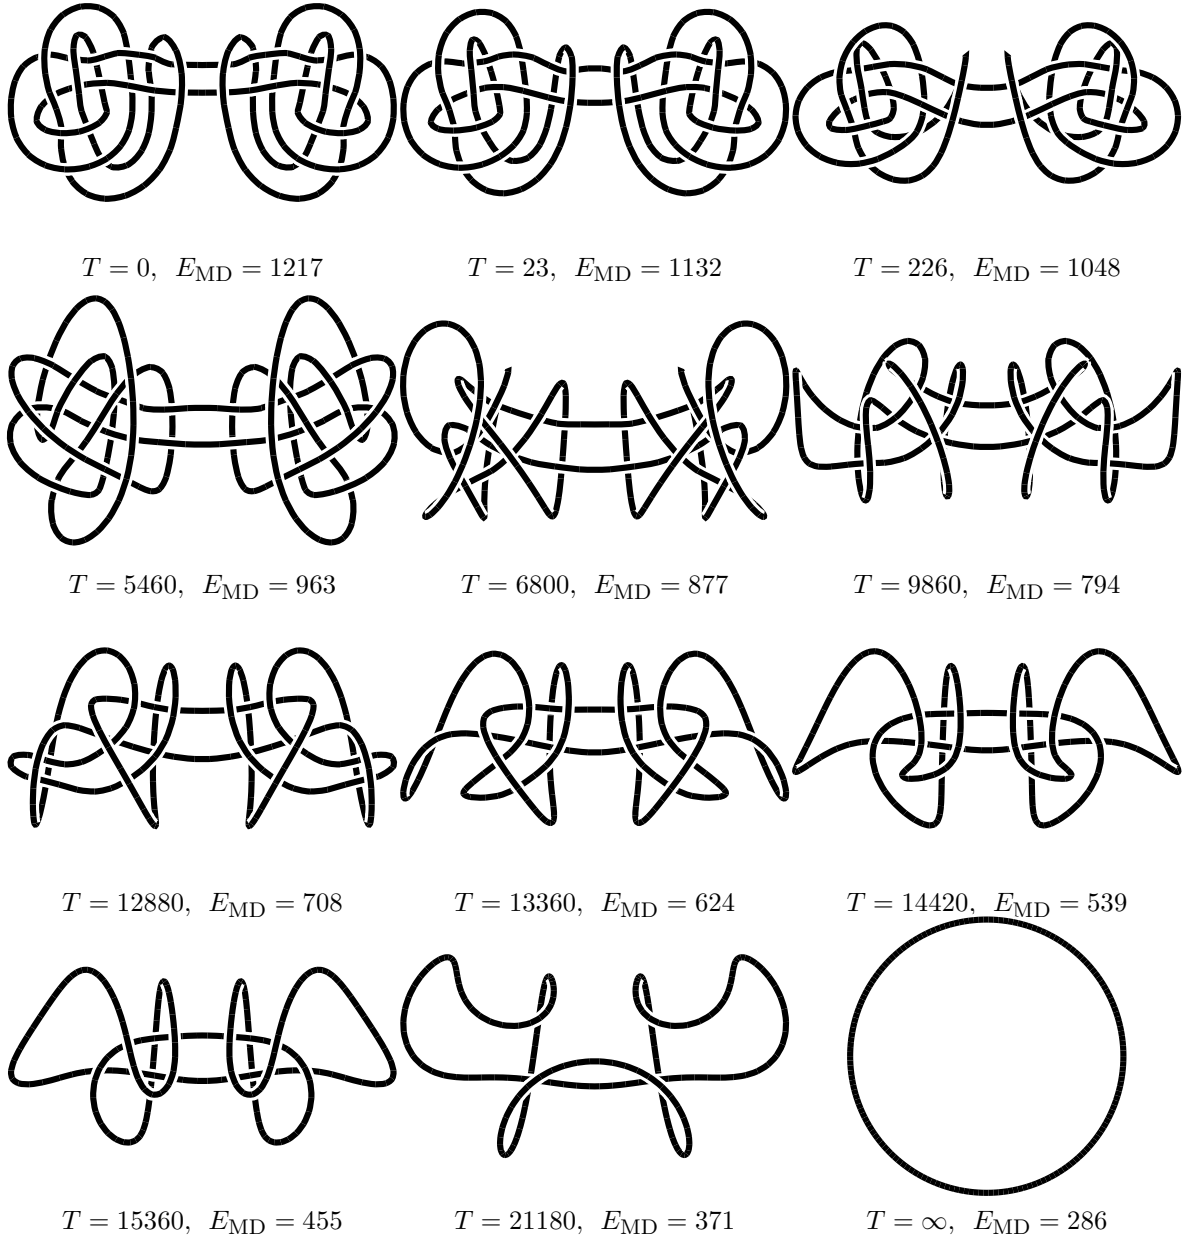 T = 0, E_MD = 1217
T = 23, E_MD = 1132
T = 226, E_MD = 1048
T = 5460, E_MD = 963
T = 6800, E_MD = 877
T = 9860, E_MD = 794
T = 12880, E_MD = 708
T = 13360, E_MD = 624
T = 14420, E_MD = 539
T = 15360, E_MD = 455
T = 21180, E_MD = 371
T = ∞, E_MD = 286